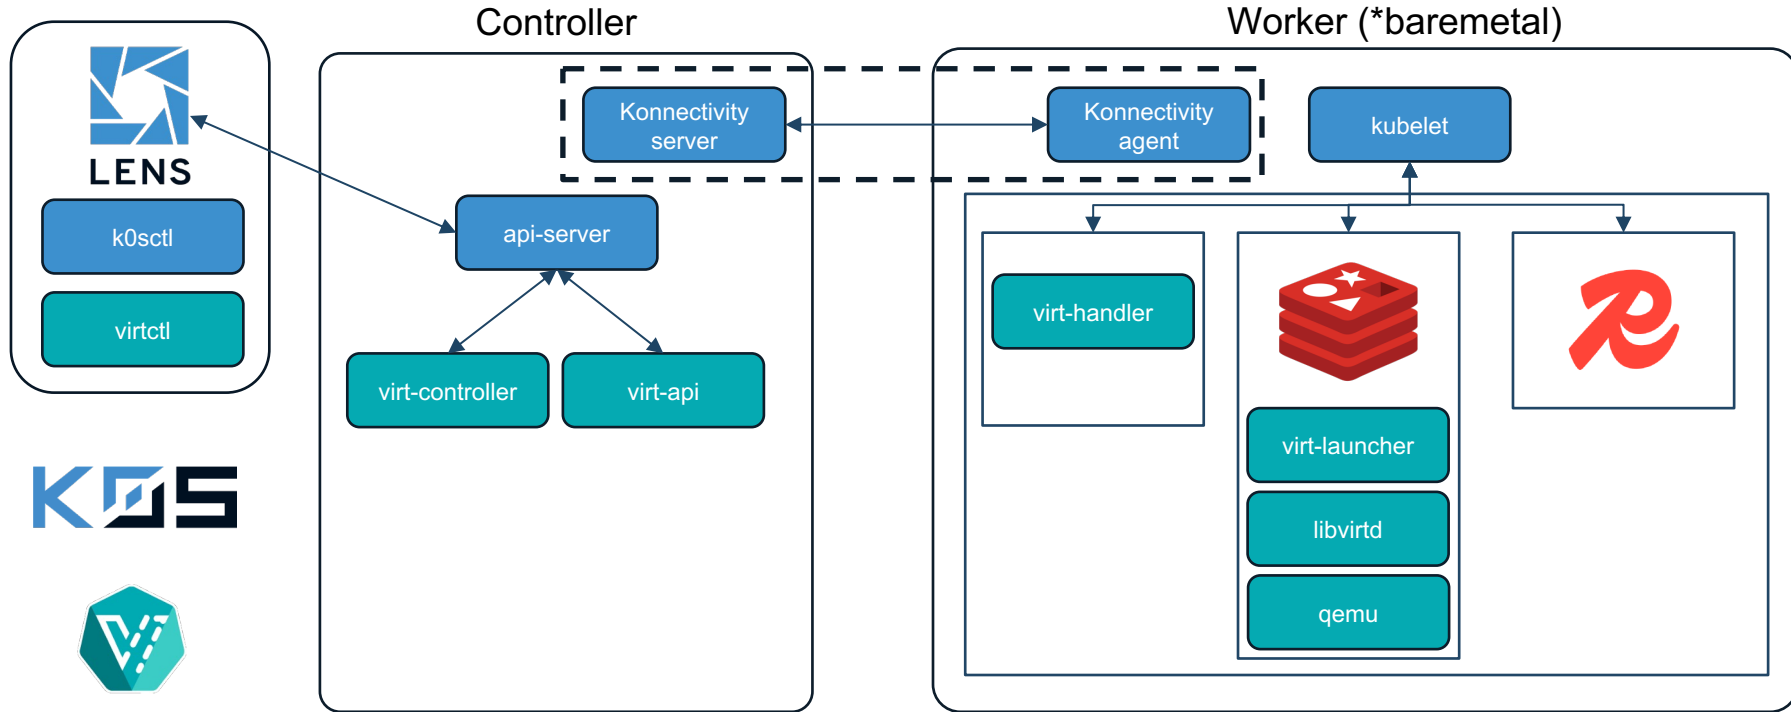 Controller
Worker (*baremetal)
LENS
k0sctl
virtctl
K0S
Konnectivity
server
api-server
virt-controller
virt-api
Konnectivity
agent
kubelet
virt-handler
virt-launcher
libvirtd
qemu